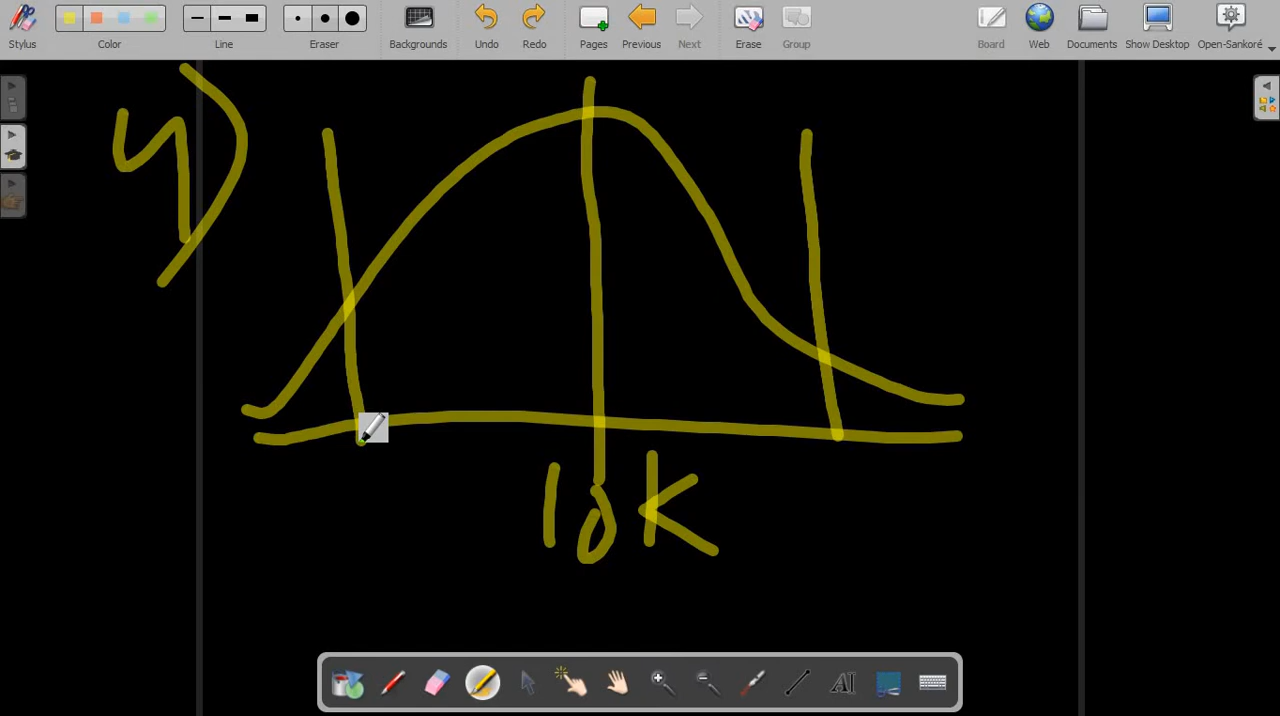 Stylus Color Line Eraser Backgrounds Undo Redo Pages Previous Next Erase Group Board Web Documents Show Desktop Open-Sankoré
4)
10K
AI